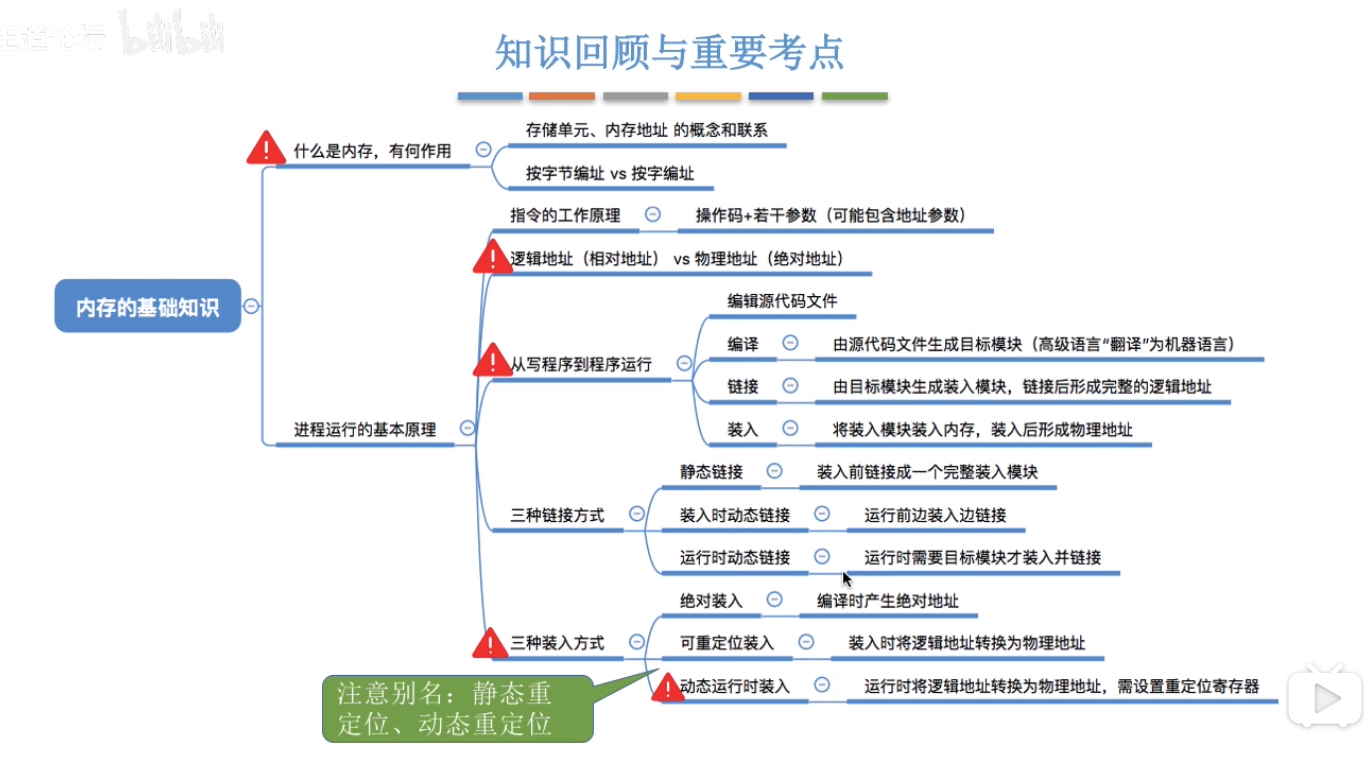 王道论坛 bilibili
知识回顾与重要考点
什么是内存，有何作用
存储单元、内存地址 的概念和联系
按字节编址 vs 按字编址
内存的基础知识
进程运行的基本原理
指令的工作原理
操作码+若干参数（可能包含地址参数）
逻辑地址（相对地址） vs 物理地址（绝对地址）
从写程序到程序运行
编辑源代码文件
编译
由源代码文件生成目标模块（高级语言“翻译”为机器语言）
链接
由目标模块生成装入模块，链接后形成完整的逻辑地址
装入
将装入模块装入内存，装入后形成物理地址
三种链接方式
静态链接
装入前链接成一个完整装入模块
装入时动态链接
运行前边装入边链接
运行时动态链接
运行时需要目标模块才装入并链接
三种装入方式
绝对装入
编译时产生绝对地址
可重定位装入
装入时将逻辑地址转换为物理地址
动态运行时装入
运行时将逻辑地址转换为物理地址，需设置重定位寄存器
注意别名：静态重
定位、动态重定位